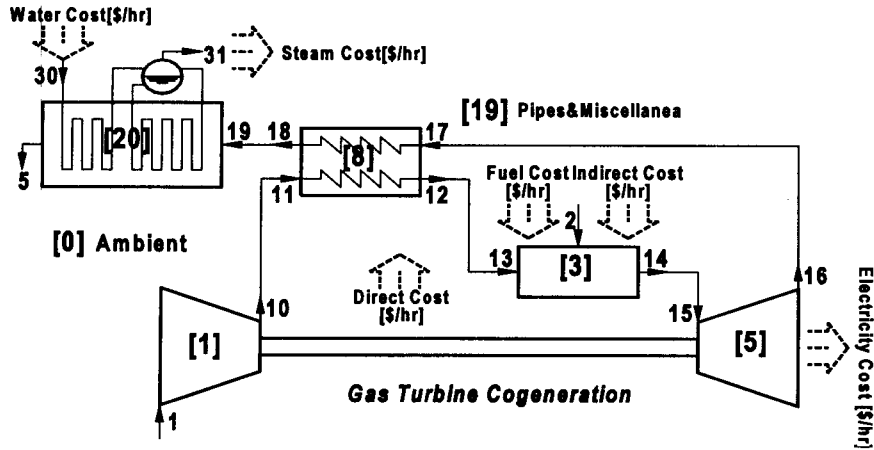 Water Cost[$/hr]
30
31
Steam Cost[$/hr]
[20]
19
18
[8]
17
[19] Pipes&Miscellanea
5
11
12
Fuel Cost
[$/hr]
Indirect Cost
[$/hr]
2
[0] Ambient
13
[3]
14
16
Direct Cost
[$/hr]
10
15
[1]
[5]
Electricity Cost [$/hr]
Gas Turbine Cogeneration
1